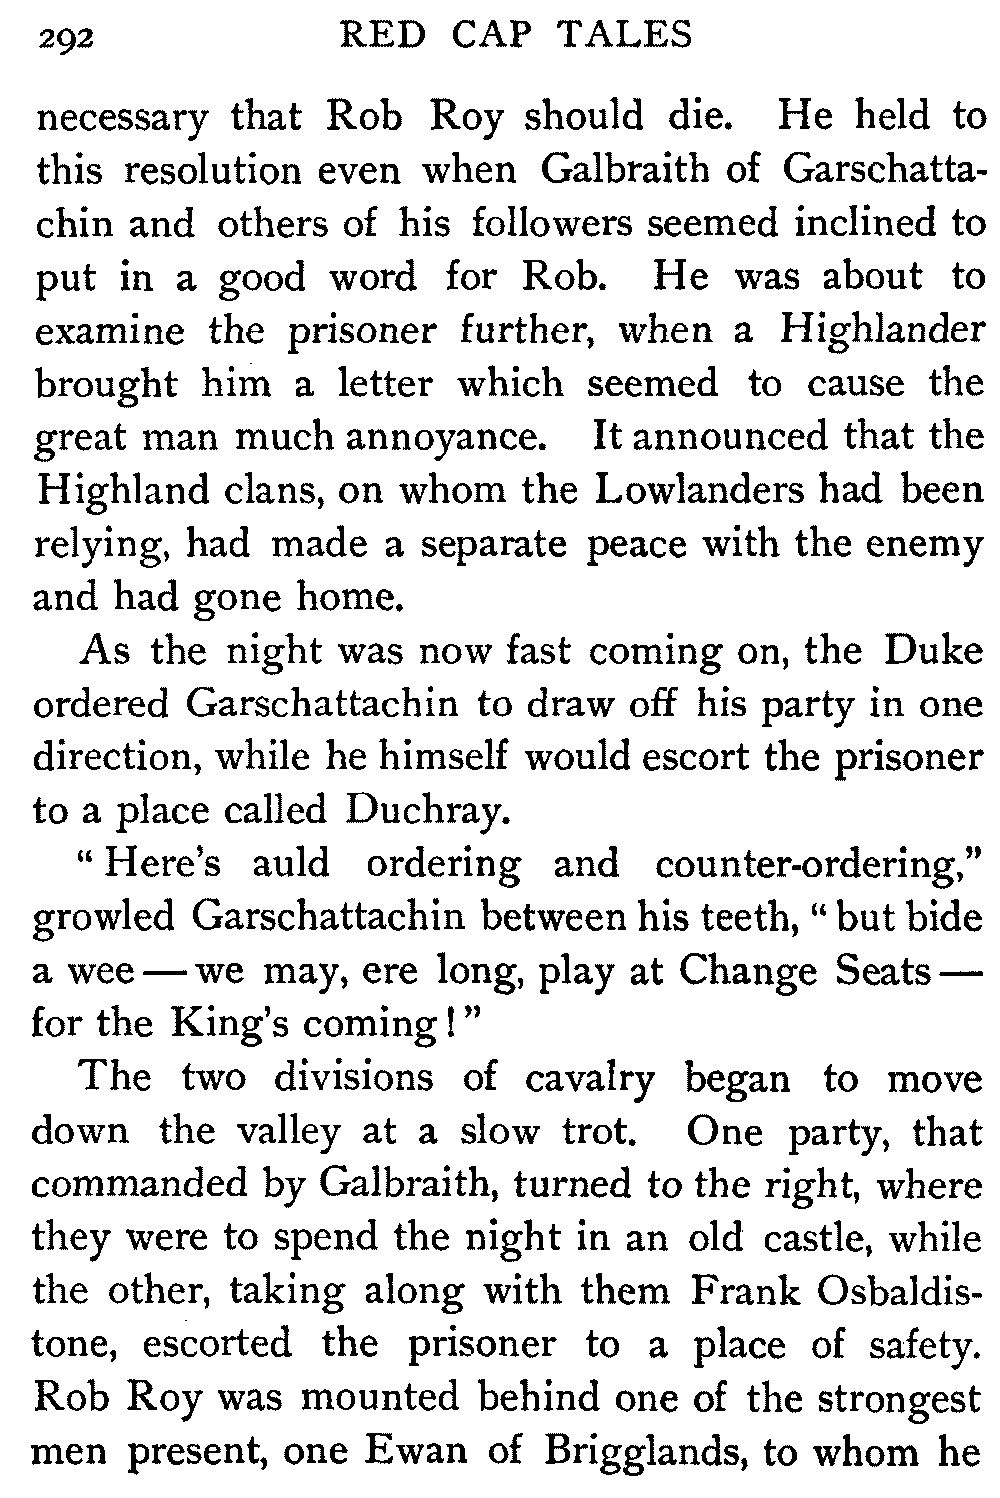 292 RED CAP TALES
necessary that Rob Roy should die. He held to
this resolution even when Galbraith of Garschatta-
chin and others of his followers seemed inclined to
put in a good word for Rob. He was about to
examine the prisoner further, when a Highlander
brought him a letter which seemed to cause the
great man much annoyance. It announced that the
Highland clans, on whom the Lowlanders had been
relying, had made a separate peace with the enemy
and had gone home.
As the night was now fast coming on, the Duke
ordered Garschattachin to draw off his party in one
direction, while he himself would escort the prisoner
to a place called Duchray.
“Here’s auld ordering and counter-ordering,”
growled Garschattachin between his teeth, “but bide
a wee — we may, ere long, play at Change Seats —
for the King’s coming!”
The two divisions of cavalry began to move
down the valley at a slow trot. One party, that
commanded by Galbraith, turned to the right, where
they were to spend the night in an old castle, while
the other, taking along with them Frank Osbaldis-
tone, escorted the prisoner to a place of safety.
Rob Roy was mounted behind one of the strongest
men present, one Ewan of Brigglands, to whom he